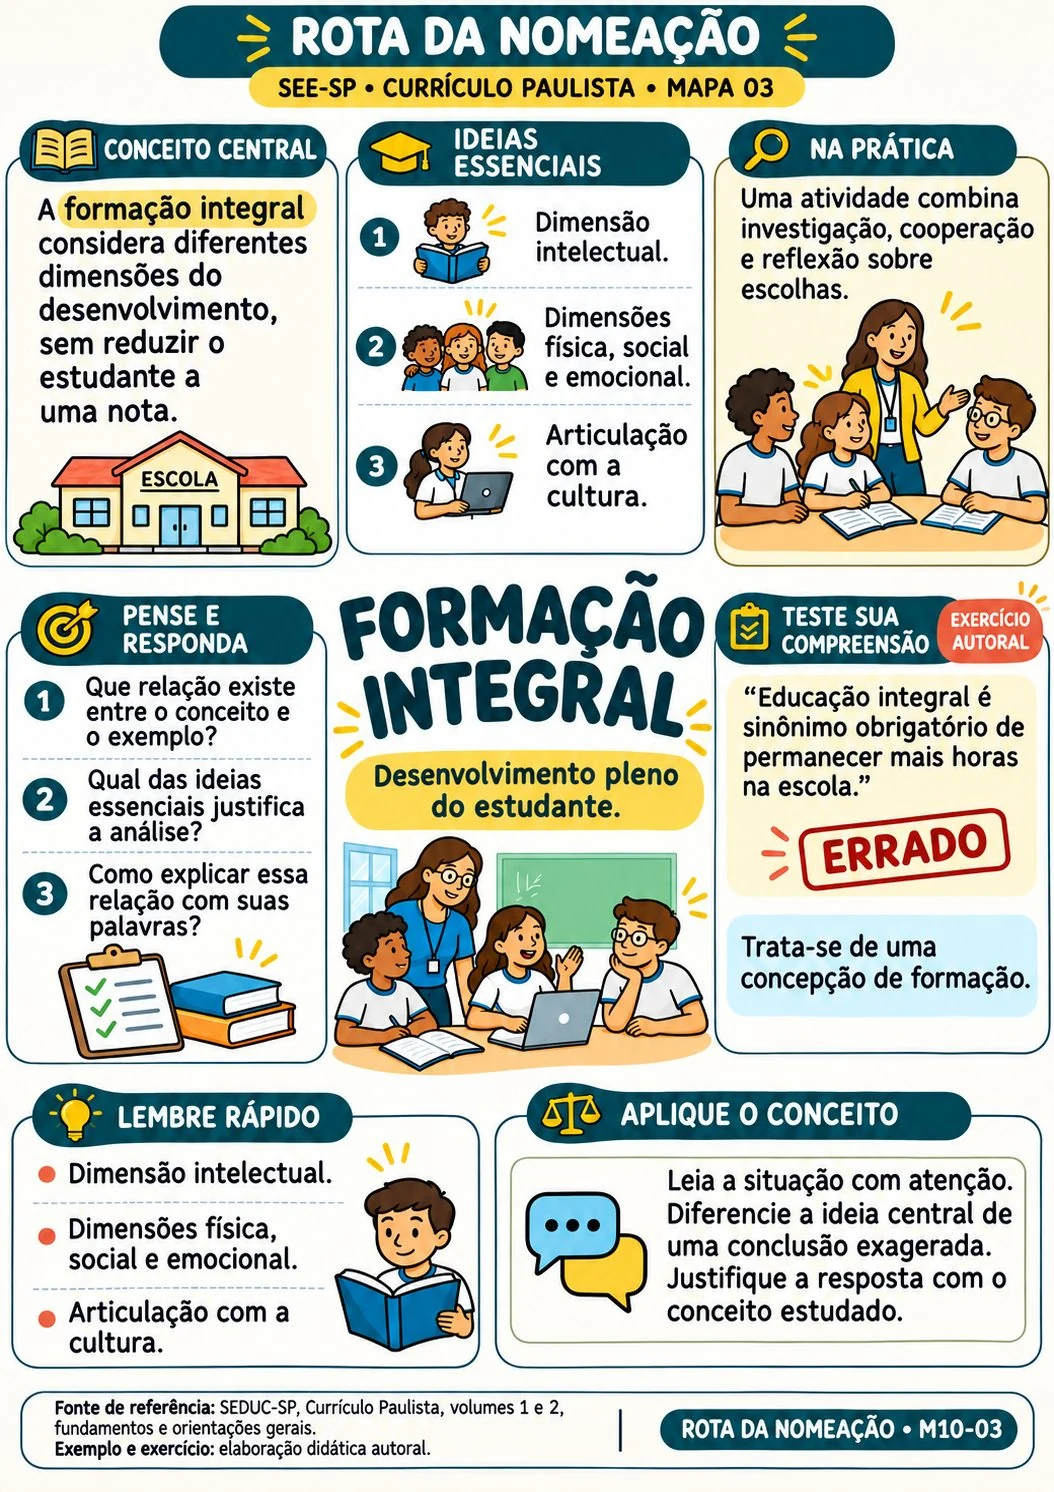 ROTA DA NOMEAÇÃO
SEE-SP • CURRÍCULO PAULISTA • MAPA 03
CONCEITO CENTRAL
A formação integral
considera diferentes
dimensões do
desenvolvimento,
sem reduzir o
estudante a
uma nota.
ESCOLA
IDEIAS
ESSENCIAIS
1
Dimensão
intelectual.
2
Dimensões
física, social
e emocional.
3
Articulação
com a
cultura.
NA PRÁTICA
Uma atividade combina
investigação, cooperação
e reflexão sobre
escolhas.
PENSE E
RESPONDA
1
Que relação existe
entre o conceito e
o exemplo?
2
Qual das ideias
essenciais justifica
a análise?
3
Como explicar essa
relação com suas
palavras?
FORMAÇÃO
INTEGRAL
Desenvolvimento pleno
do estudante.
TESTE SUA
COMPREENSÃO
EXERCÍCIO
AUTORAL
“Educação integral é
sinônimo obrigatório de
permanecer mais horas
na escola.”
ERRADO
Trata-se de uma
concepção de formação.
LEMBRE RÁPIDO
Dimensão intelectual.
Dimensões física,
social e emocional.
Articulação com a
cultura.
APLIQUE O CONCEITO
Leia a situação com atenção.
Diferencie a ideia central de
uma conclusão exagerada.
Justifique a resposta com o
conceito estudado.
Fonte de referência: SEDUC-SP, Currículo Paulista, volumes 1 e 2,
fundamentos e orientações gerais.
Exemplo e exercício: elaboração didática autoral.
ROTA DA NOMEAÇÃO • M10-03